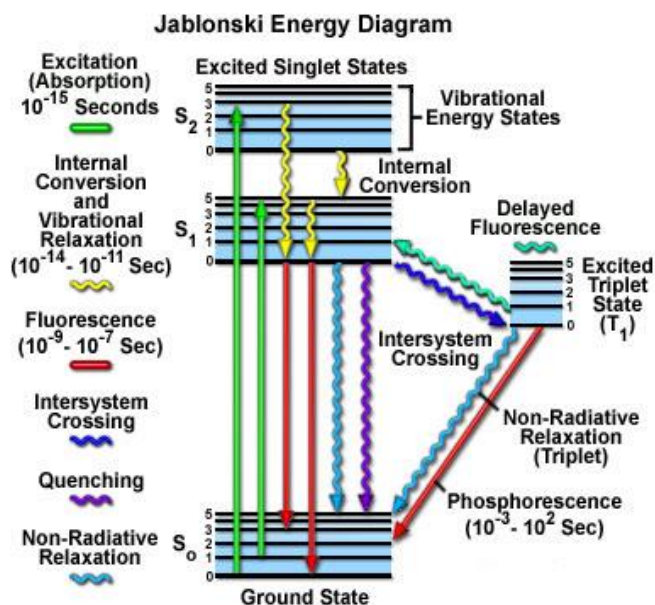 Jablonski Energy Diagram
Excitation
(Absorption)
10⁻¹⁵ Seconds
Internal
Conversion
and
Vibrational
Relaxation
(10⁻¹⁴ - 10⁻¹¹ Sec)
Fluorescence
(10⁻⁹ - 10⁻⁷ Sec)
Intersystem
Crossing
Quenching
Non-Radiative
Relaxation
Excited Singlet States
S₂
5
3
2
1
0
Vibrational
Energy States
Internal
Conversion
S₁
5
3
2
1
0
Delayed
Fluorescence
5
4
3
2
1
0
Excited
Triplet
State
(T₁)
Intersystem
Crossing
Non-Radiative
Relaxation
(Triplet)
Phosphorescence
(10⁻³ - 10² Sec)
S₀
5
3
2
1
0
Ground State